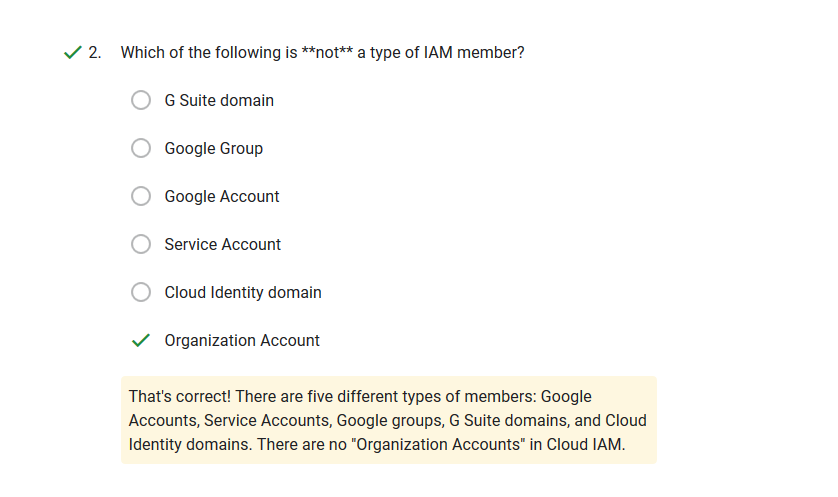 2. Which of the following is **not** a type of IAM member?
G Suite domain
Google Group
Google Account
Service Account
Cloud Identity domain
Organization Account
That's correct! There are five different types of members: Google
Accounts, Service Accounts, Google groups, G Suite domains, and Cloud
Identity domains. There are no "Organization Accounts" in Cloud IAM.